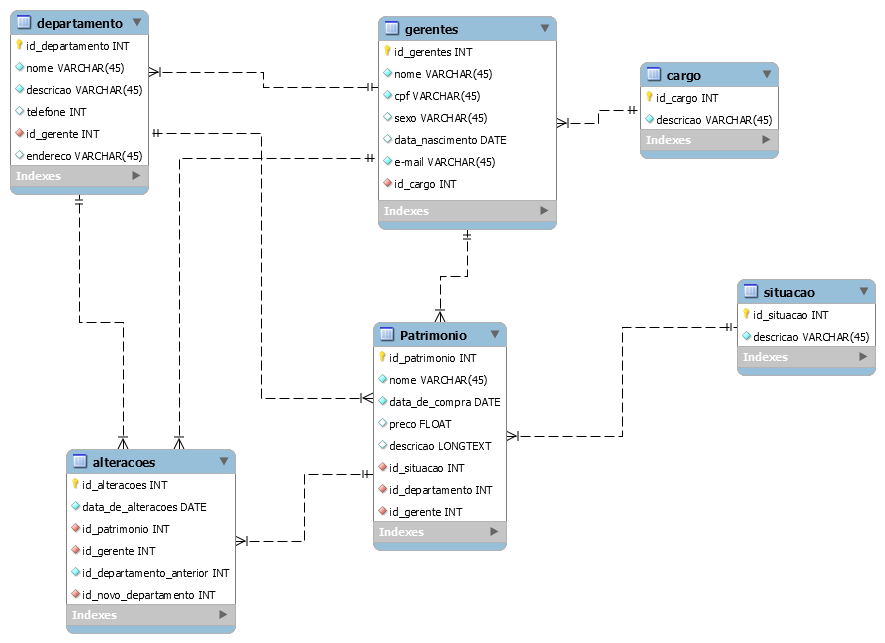 departamento
id_departamento INT
nome VARCHAR(45)
descricao VARCHAR(45)
telefone INT
id_gerente INT
endereco VARCHAR(45)
Indexes
gerentes
id_gerentes INT
nome VARCHAR(45)
cpf VARCHAR(45)
sexo VARCHAR(45)
data_nascimento DATE
e-mail VARCHAR(45)
id_cargo INT
Indexes
cargo
id_cargo INT
descricao VARCHAR(45)
Indexes
situacao
id_situacao INT
descricao VARCHAR(45)
Indexes
Patrimonio
id_patrimonio INT
nome VARCHAR(45)
data_de_compra DATE
preco FLOAT
descricao LONGTEXT
id_situacao INT
id_departamento INT
id_gerente INT
Indexes
alteracoes
id_alteracoes INT
data_de_alteracoes DATE
id_patrimonio INT
id_gerente INT
id_departamento_anterior INT
id_novo_departamento INT
Indexes